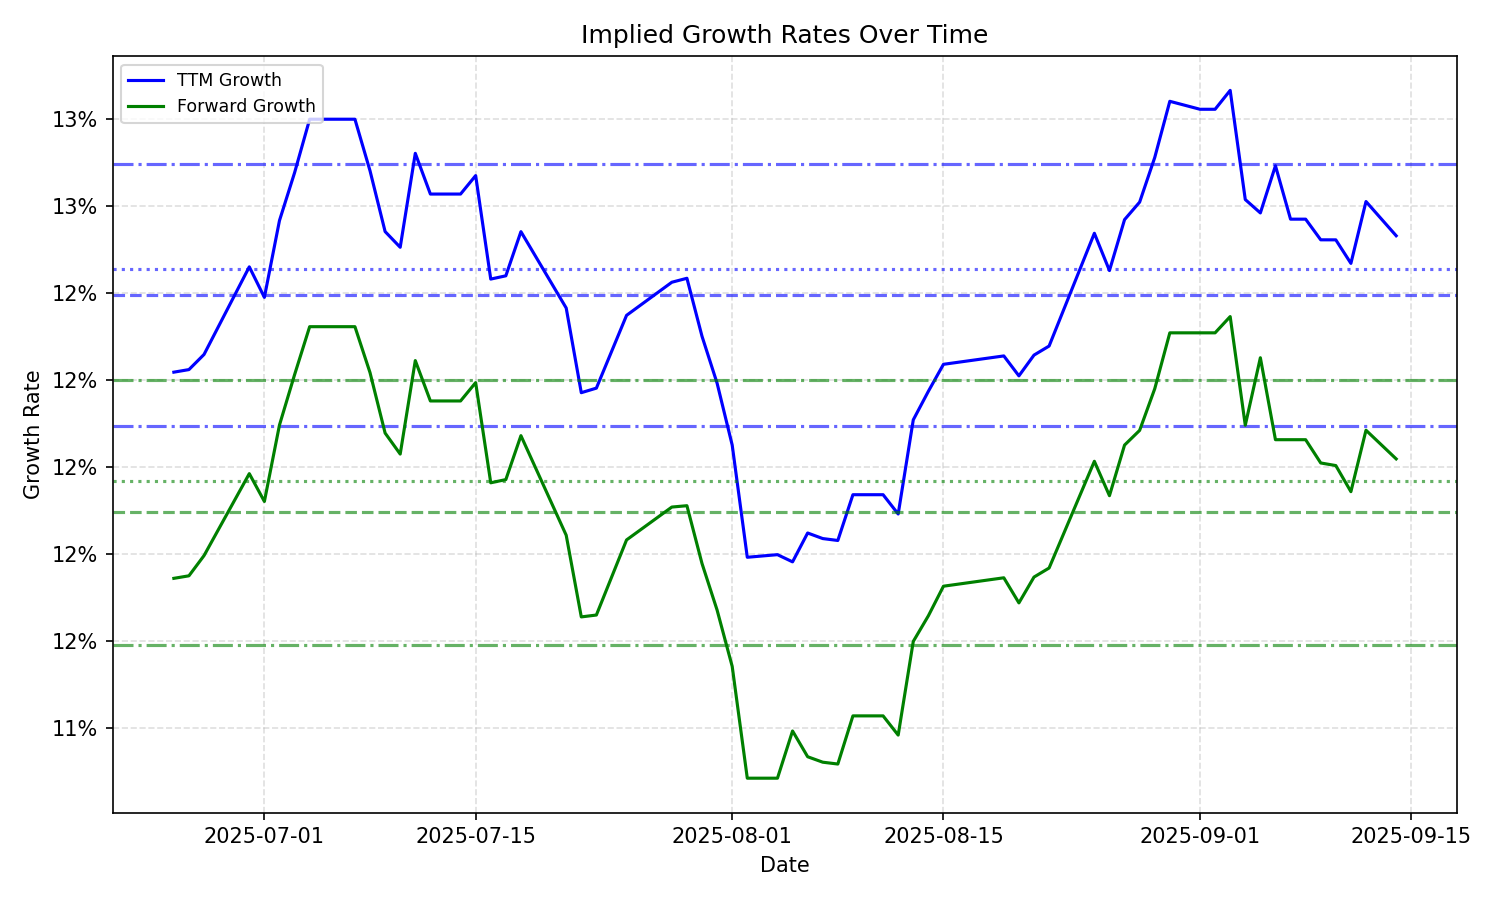 Implied Growth Rates Over Time
TTM Growth
Forward Growth
13%
13%
12%
12%
12%
12%
12%
11%
Growth Rate
2025-07-01
2025-07-15
2025-08-01
2025-08-15
2025-09-01
2025-09-15
Date